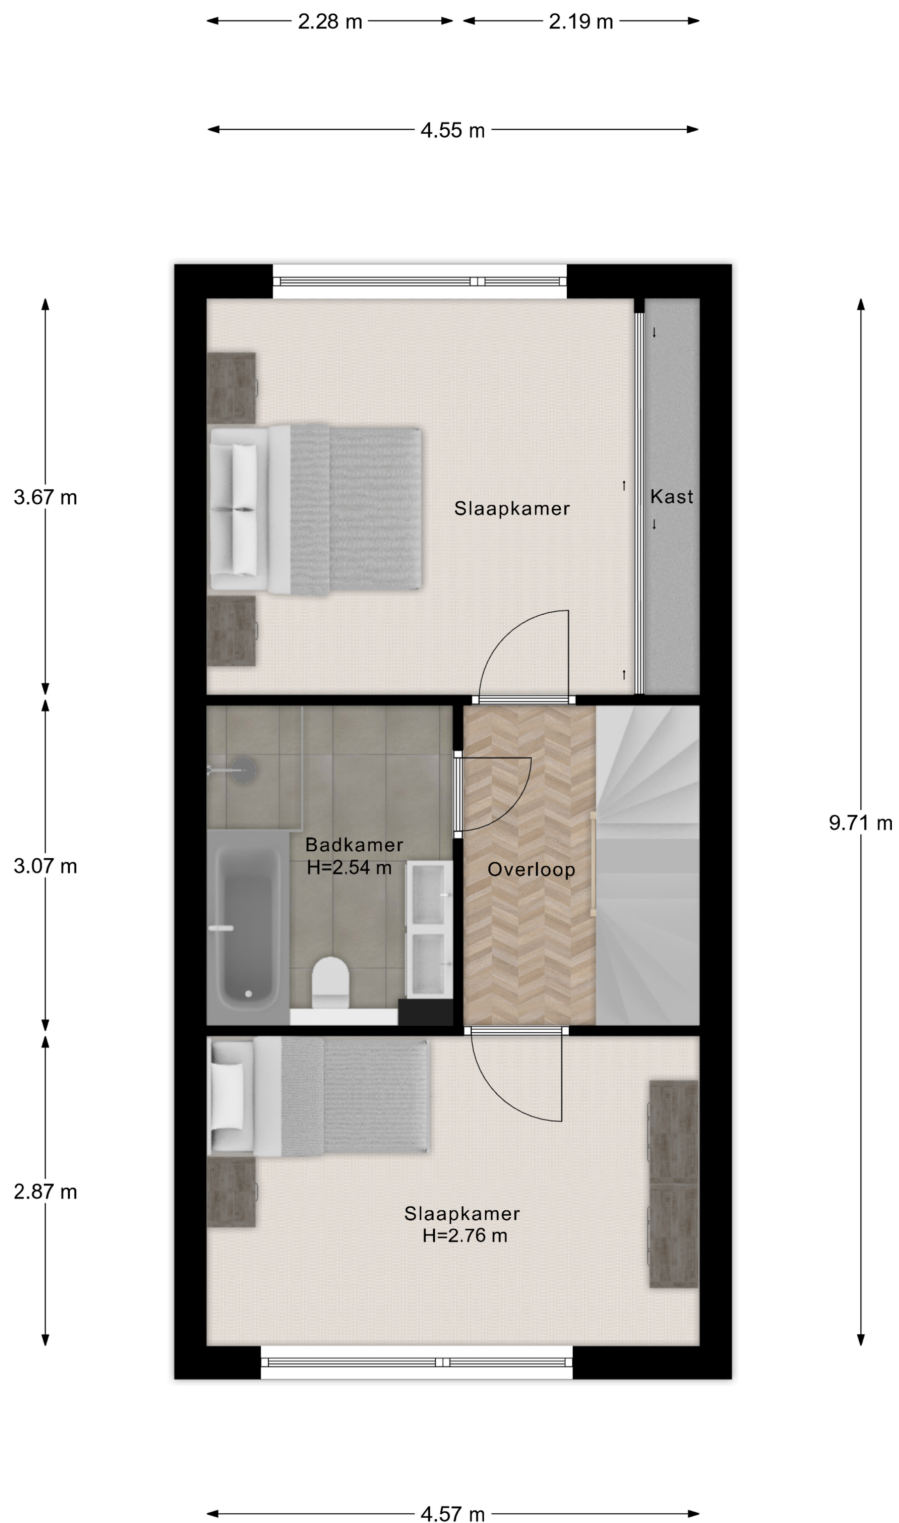 2.28 m
2.19 m
4.55 m
3.67 m
Slaapkamer
Kast
9.71 m
3.07 m
Badkamer
H=2.54 m
Overloop
2.87 m
Slaapkamer
H=2.76 m
4.57 m